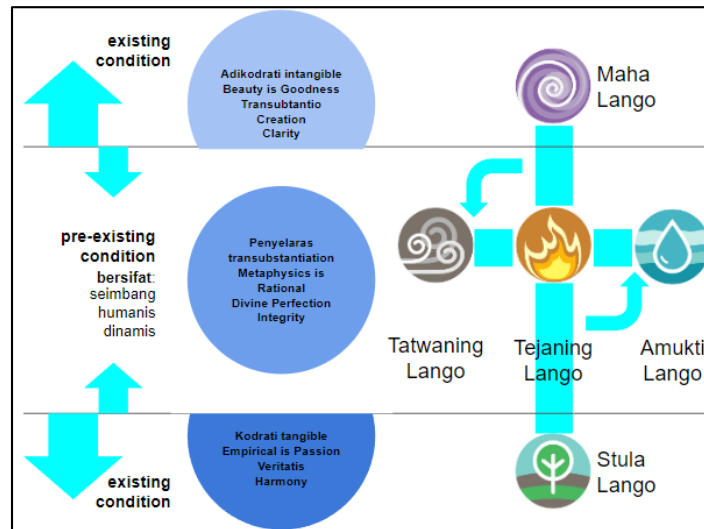 existing
condition
Adikodrati intangible
Beauty is Goodness
Transubtantio
Creation
Clarity
Maha
Lango
pre-existing
condition
bersifat:
seimbang
humanis
dinamis
Penyelaras
transubstantiation
Metaphysics is
Rational
Divine Perfection
Integrity
Tatwaning
Lango
Tejaning
Lango
Amukti
Lango
Kodrati tangible
Empirical is Passion
Veritatis
Harmony
existing
condition
Stula
Lango